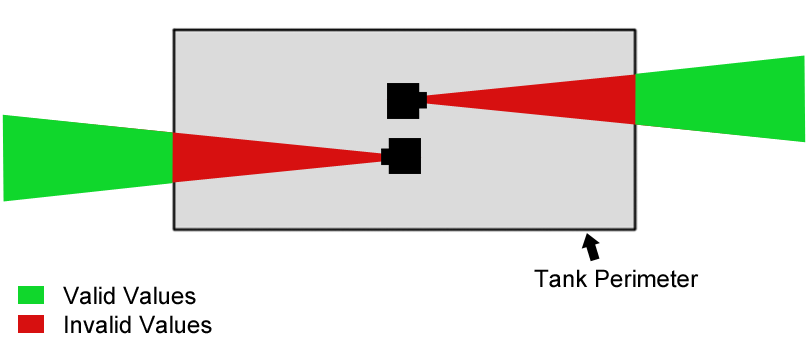 Tank Perimeter
Valid Values
Invalid Values